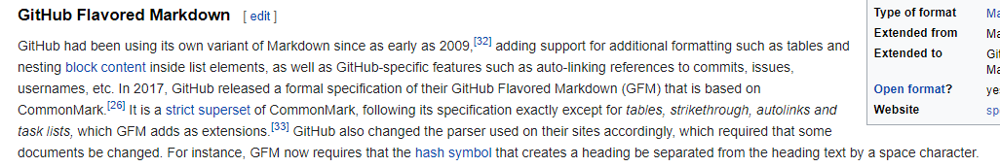 GitHub Flavored Markdown [ edit ]
GitHub had been using its own variant of Markdown since as early as 2009,[32] adding support for additional formatting such as tables and
nesting block content inside list elements, as well as GitHub-specific features such as auto-linking references to commits, issues,
usernames, etc. In 2017, GitHub released a formal specification of their GitHub Flavored Markdown (GFM) that is based on
CommonMark.[26] It is a strict superset of CommonMark, following its specification exactly except for tables, strikethrough, autolinks and
task lists, which GFM adds as extensions.[33] GitHub also changed the parser used on their sites accordingly, which required that some
documents be changed. For instance, GFM now requires that the hash symbol that creates a heading be separated from the heading text by a space character.
Type of format Ma
Extended from Ma
Extended to Git
Ma
Open format? ye
Website sp